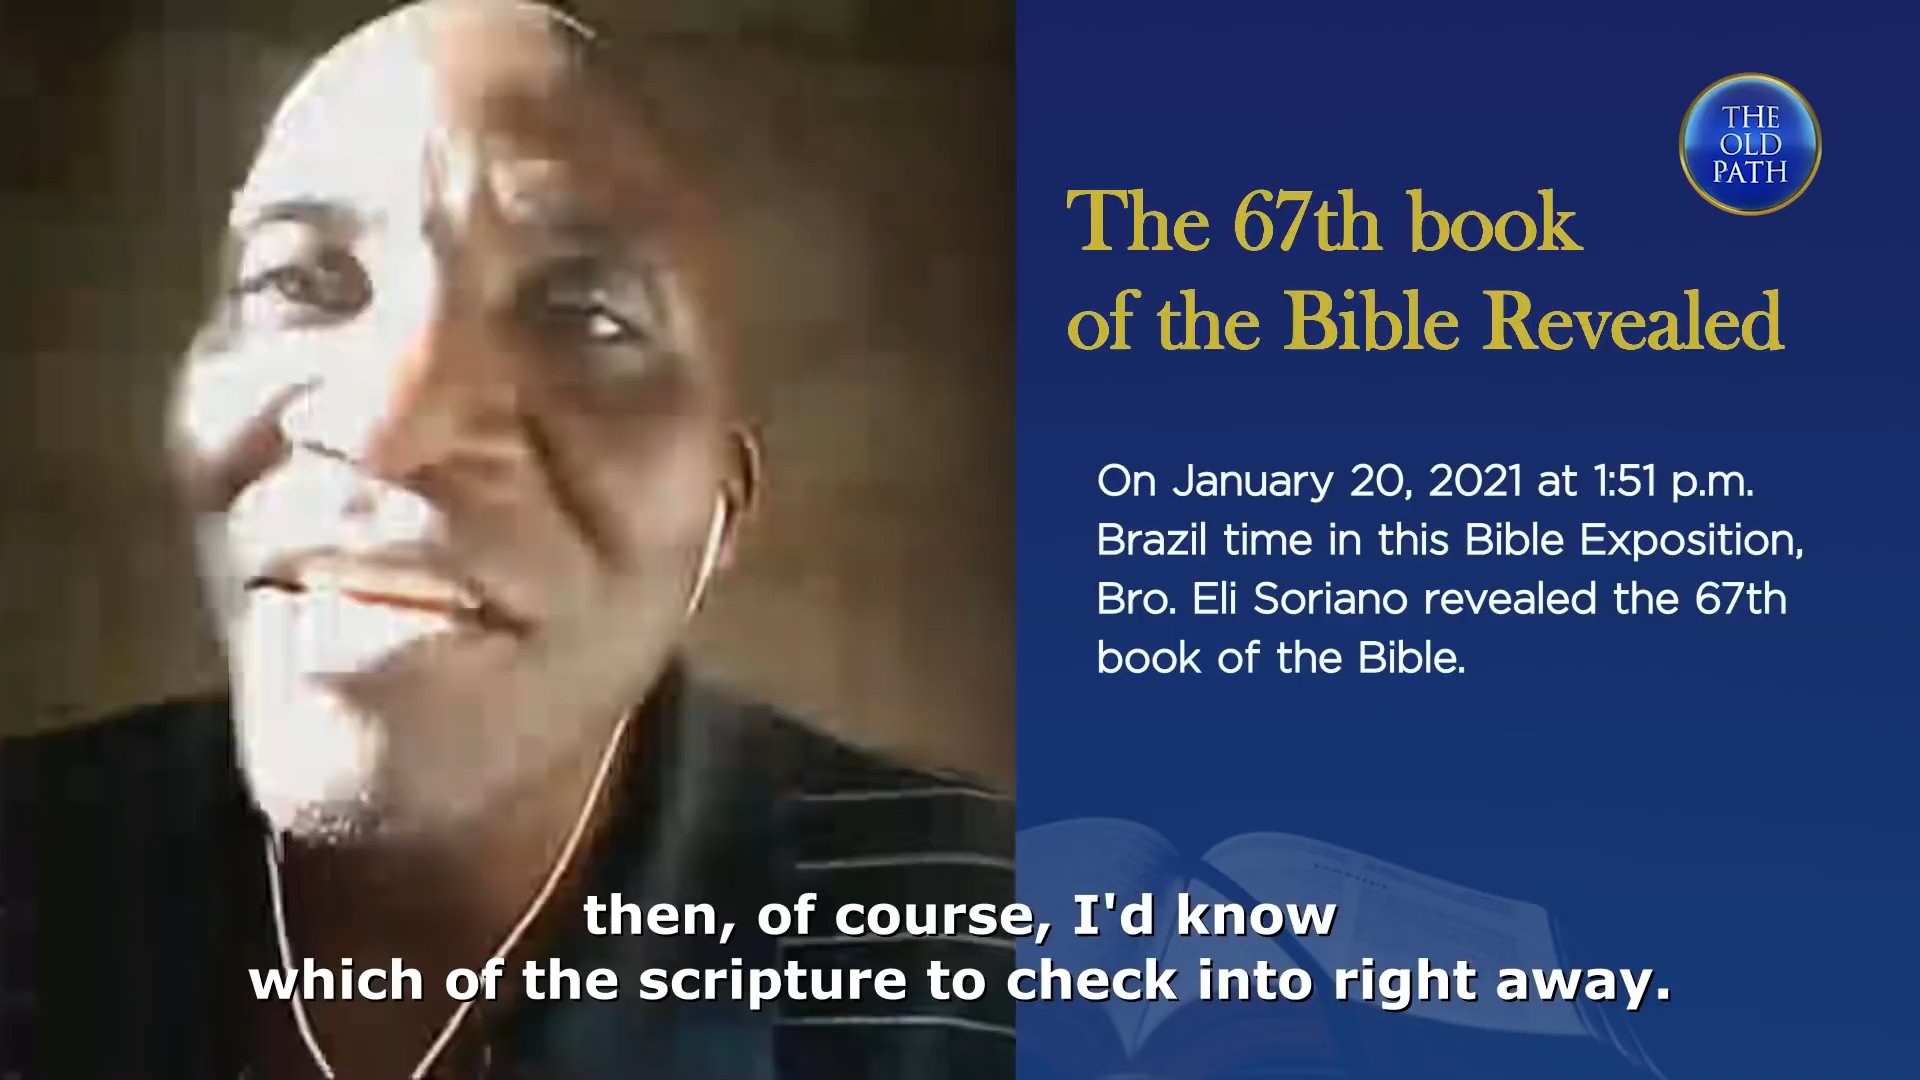 THE
OLD
PATH
The 67th book
of the Bible Revealed
On January 20, 2021 at 1:51 p.m.
Brazil time in this Bible Exposition,
Bro. Eli Soriano revealed the 67th
book of the Bible.
then, of course, I'd know
which of the scripture to check into right away.